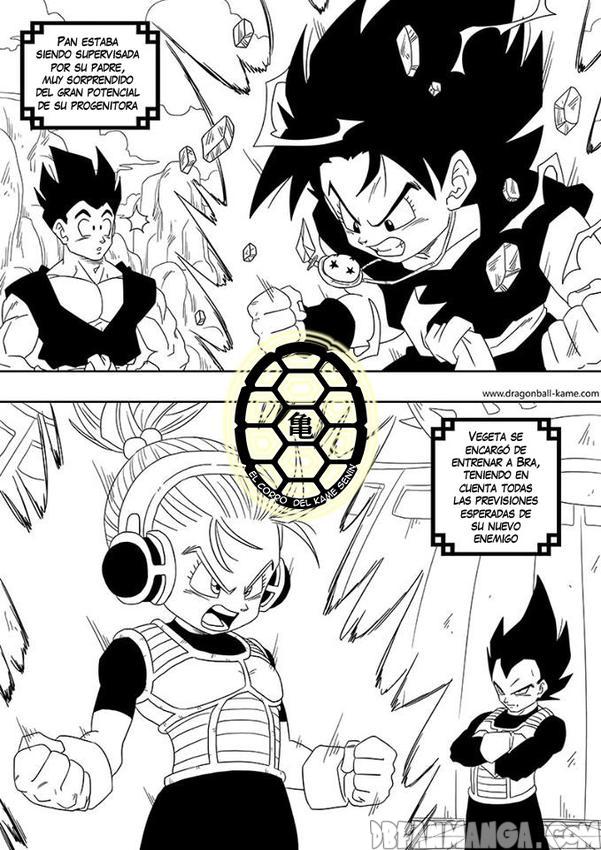 PAN ESTABA
SIENDO SUPERVISADA
POR SU PADRE,
MUY SORPRENDIDO
DEL GRAN POTENCIAL
DE SU PROGENITORA
www.dragonball-kame.com
亀
EL CORRO DEL KAME SENIN
VEGETA SE
ENCARGÓ DE
ENTRENAR A BRA,
TENIENDO EN
CUENTA TODAS
LAS PREVISIONES
ESPERADAS DE
SU NUEVO
ENEMIGO
DBFANMANGA.COM